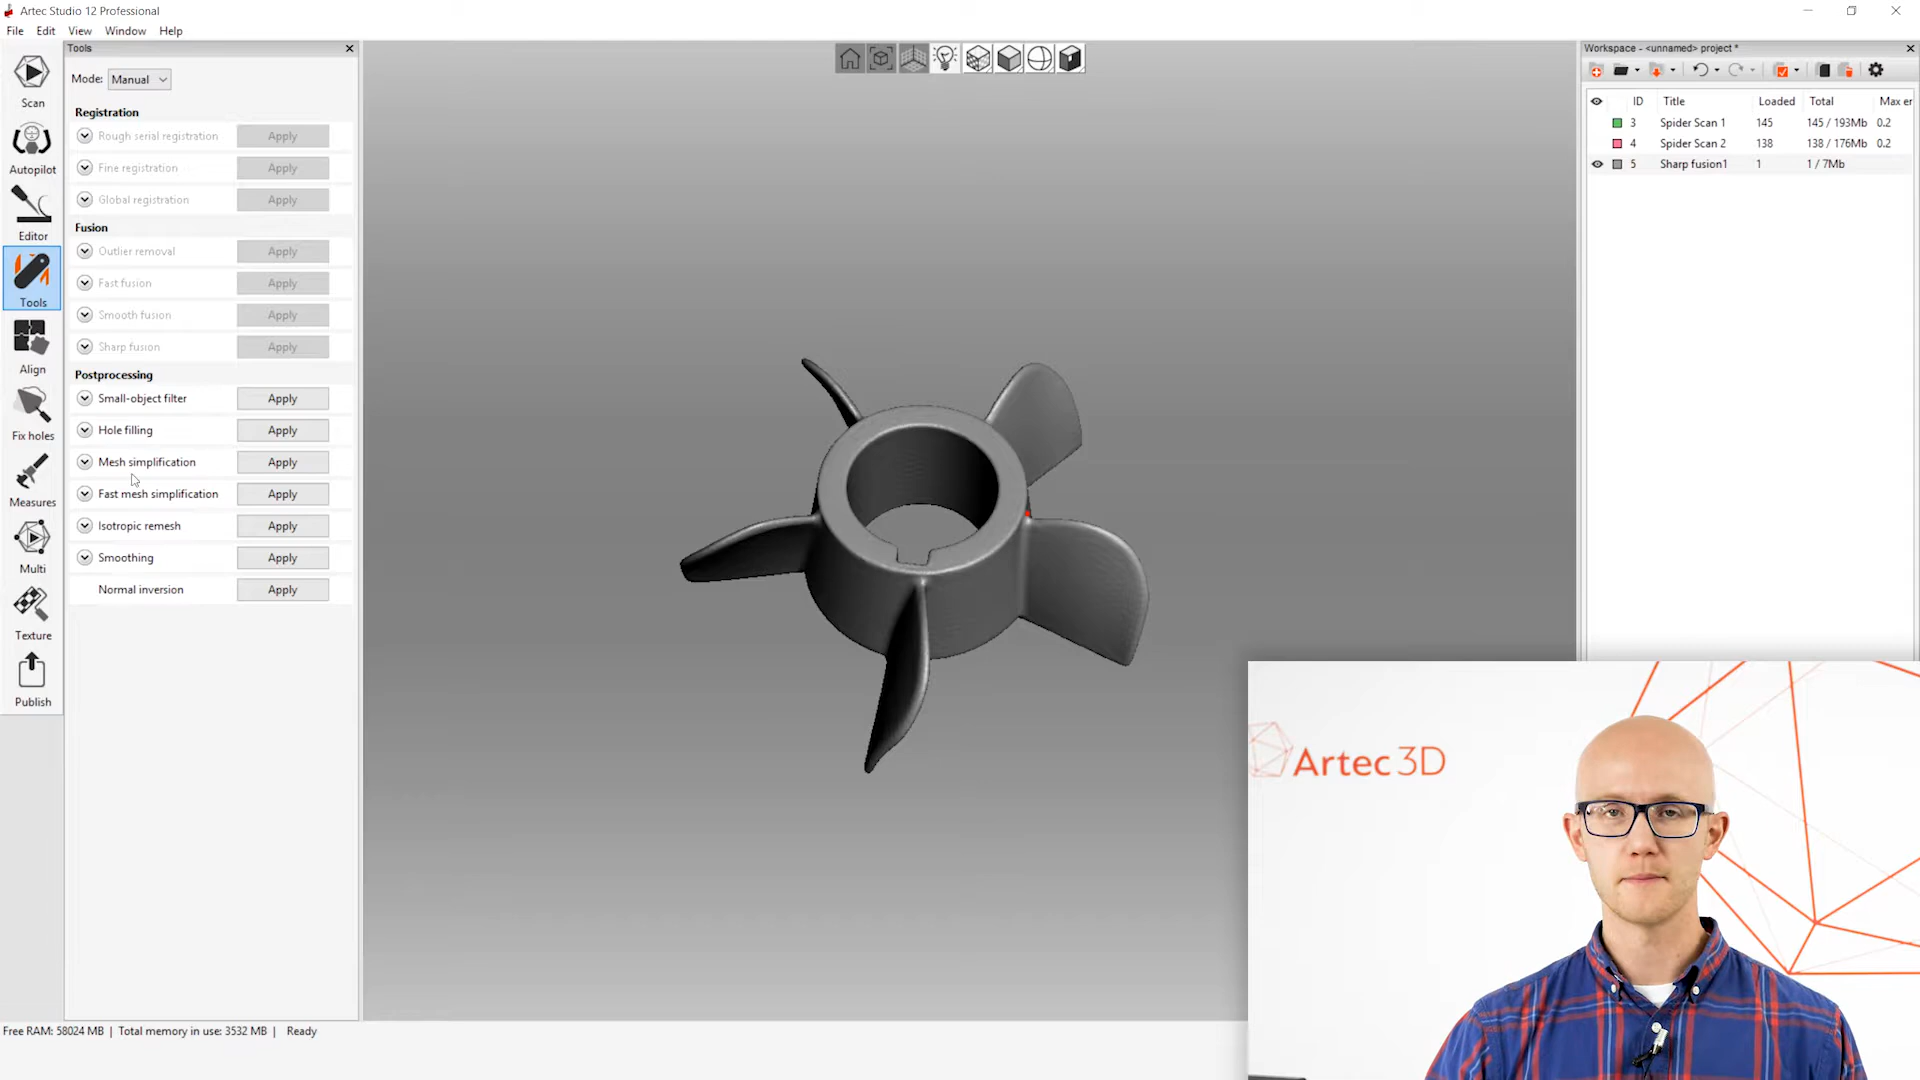 Artec Studio 12 Professional
File Edit View Window Help
Tools
Mode: Manual
Registration
Rough serial registration Apply
Fine registration Apply
Global registration Apply
Fusion
Outlier removal Apply
Fast fusion Apply
Smooth fusion Apply
Sharp fusion Apply
Postprocessing
Small-object filter Apply
Hole filling Apply
Mesh simplification Apply
Fast mesh simplification Apply
Isotropic remesh Apply
Smoothing Apply
Normal inversion Apply
Scan
Autopilot
Editor
Tools
Align
Fix holes
Measures
Multi
Texture
Publish
Workspace - <unnamed> project *
ID Title Loaded Total Max er
3 Spider Scan 1 145 145 / 193Mb 0.2
4 Spider Scan 2 138 138 / 176Mb 0.2
5 Sharp fusion1 1 1 / 7Mb
Artec 3D
Free RAM: 58024 MB | Total memory in use: 3532 MB | Ready